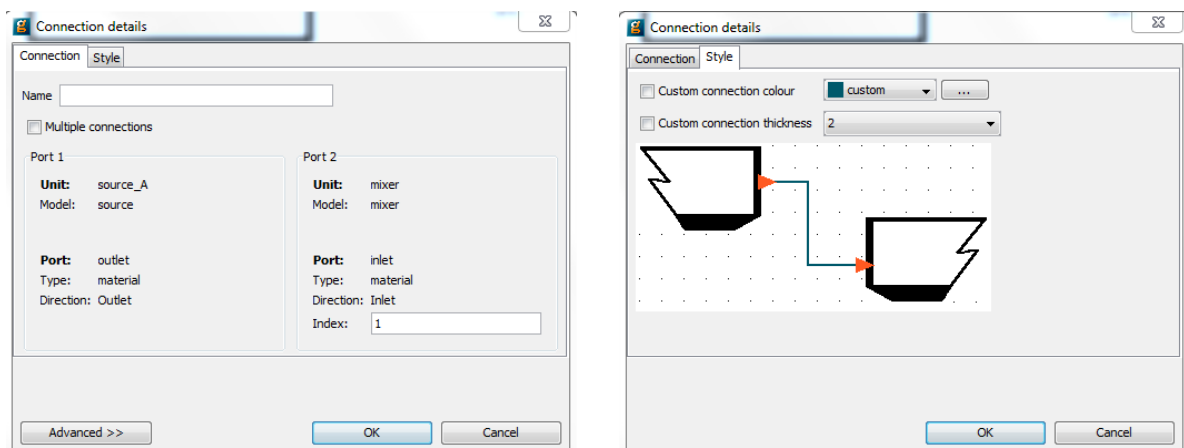 Connection details
Connection Style
Name
Multiple connections
Port 1
Unit: source_A
Model: source
Port: outlet
Type: material
Direction: Outlet
Port 2
Unit: mixer
Model: mixer
Port: inlet
Type: material
Direction: Inlet
Index: 1
Advanced >> OK Cancel
Connection details
Connection Style
Custom connection colour custom ...
Custom connection thickness 2
OK Cancel